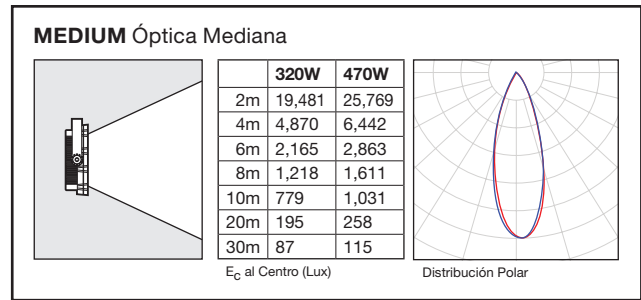 MEDIUM Óptica Mediana
320W 470W
2m 19,481 25,769
4m 4,870 6,442
6m 2,165 2,863
8m 1,218 1,611
10m 779 1,031
20m 195 258
30m 87 115
EC al Centro (Lux)
Distribución Polar